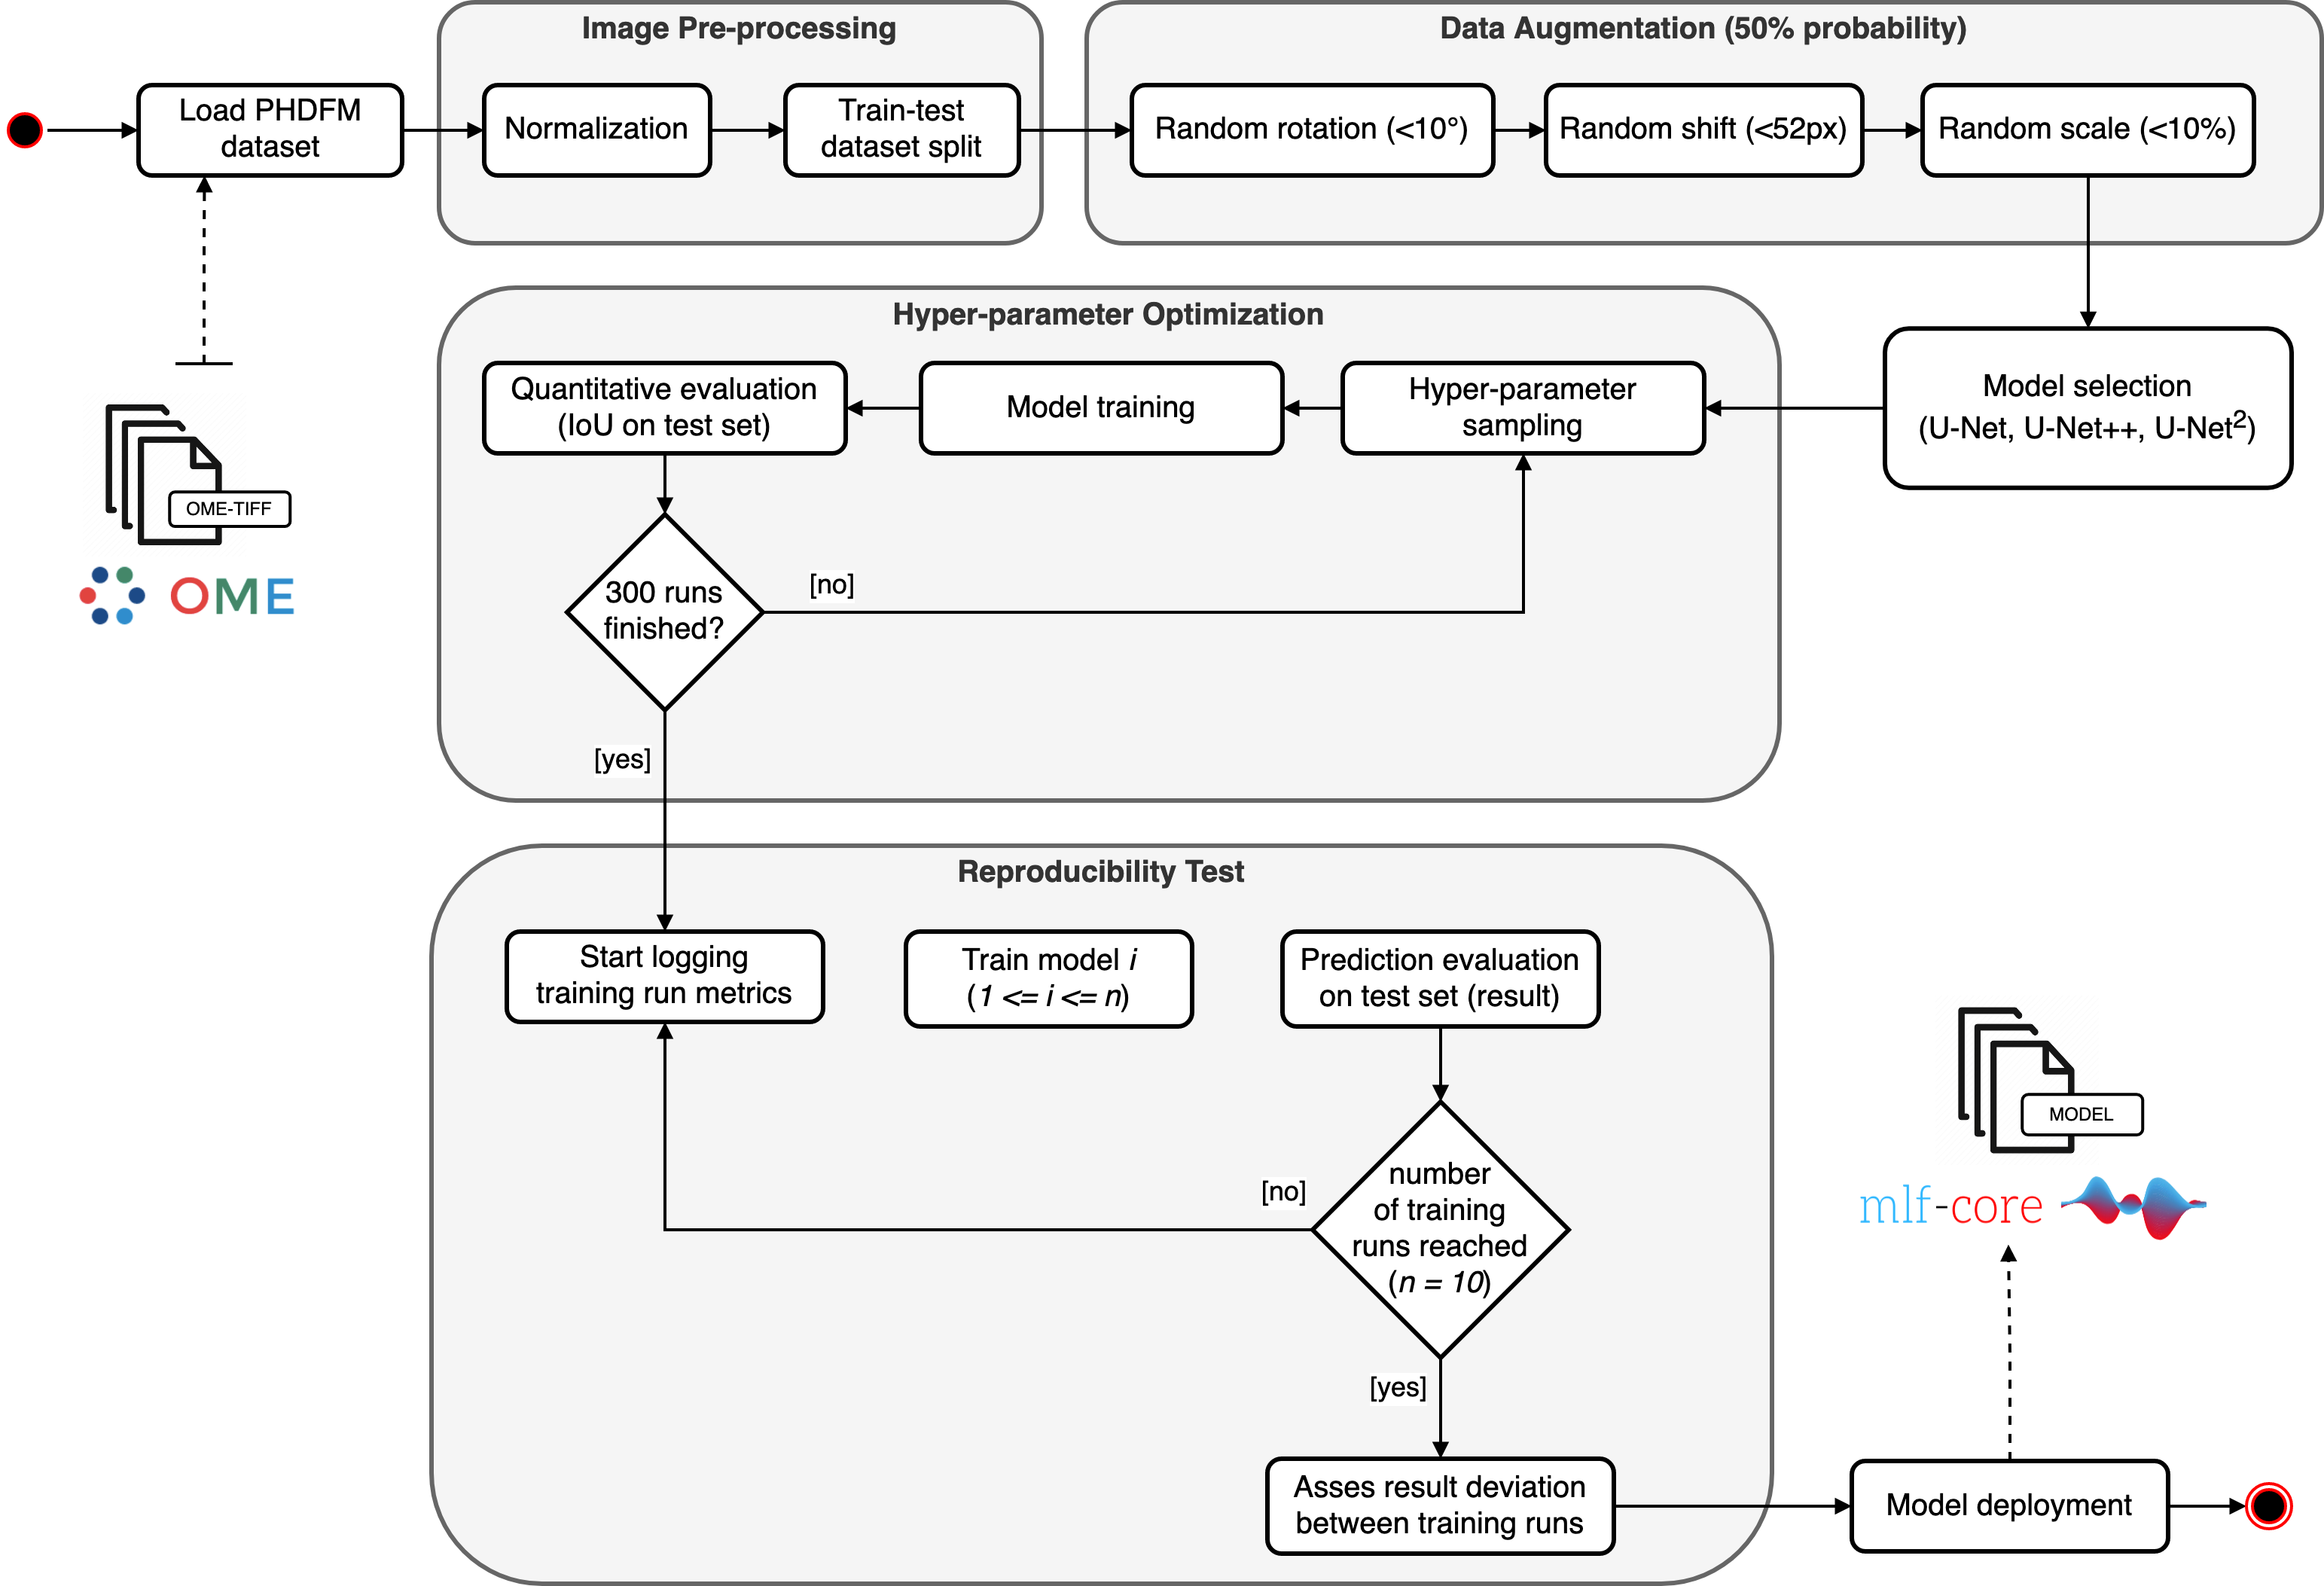 Image Pre-processing
Data Augmentation (50% probability)
Load PHDFM
dataset
Normalization
Train-test
dataset split
Random rotation (<10°)
Random shift (<52px)
Random scale (<10%)
Hyper-parameter Optimization
Quantitative evaluation
(IoU on test set)
Model training
Hyper-parameter
sampling
Model selection
(U-Net, U-Net++, U-Net²)
OME-TIFF
OME
300 runs
finished?
[no]
[yes]
Reproducibility Test
Start logging
training run metrics
Train model i
(1 <= i <= n)
Prediction evaluation
on test set (result)
number
of training
runs reached
(n = 10)
[no]
[yes]
MODEL
mlf-core
Asses result deviation
between training runs
Model deployment